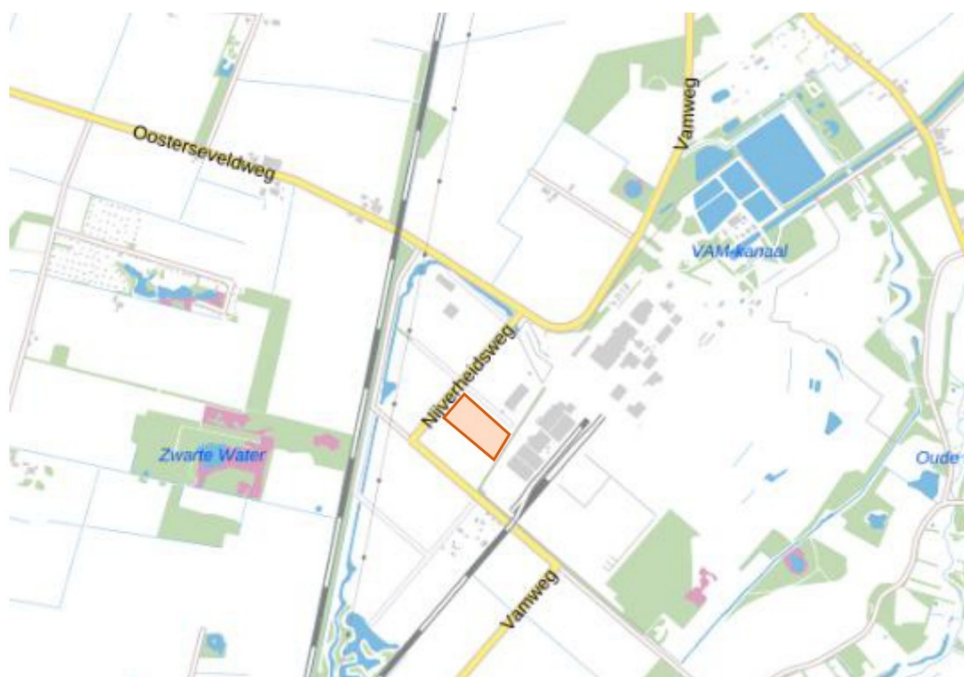 Vamweg
Oosterseveldweg
VAM-kanaal
Nijverheidsweg
Zwarte Water
Oude
Vamweg